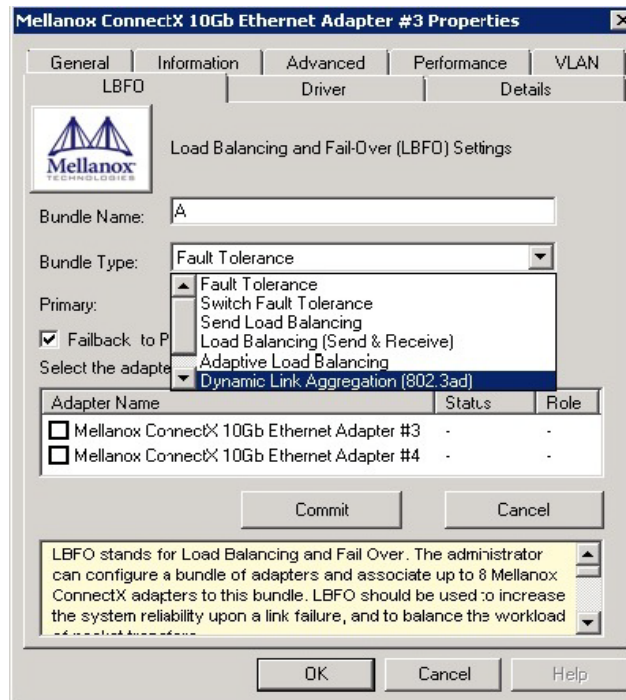 Mellanox ConnectX 10Gb Ethernet Adapter #3 Properties
General Information Advanced Performance VLAN
LBFO Driver Details
Mellanox
TECHNOLOGIES
Load Balancing and Fail-Over (LBFO) Settings
Bundle Name: A
Bundle Type: Fault Tolerance
Fault Tolerance
Switch Fault Tolerance
Primary:
Send Load Balancing
Failback to P
Load Balancing (Send & Receive)
Select the adapte
Adaptive Load Balancing
Dynamic Link Aggregation (802.3ad)
Adapter Name Status Role
Mellanox ConnectX 10Gb Ethernet Adapter #3 - -
Mellanox ConnectX 10Gb Ethernet Adapter #4 - -
Commit Cancel
LBFO stands for Load Balancing and Fail Over. The administrator
can configure a bundle of adapters and associate up to 8 Mellanox
ConnectX adapters to this bundle. LBFO should be used to increase
the system reliability upon a link failure, and to balance the workload
OK Cancel Help